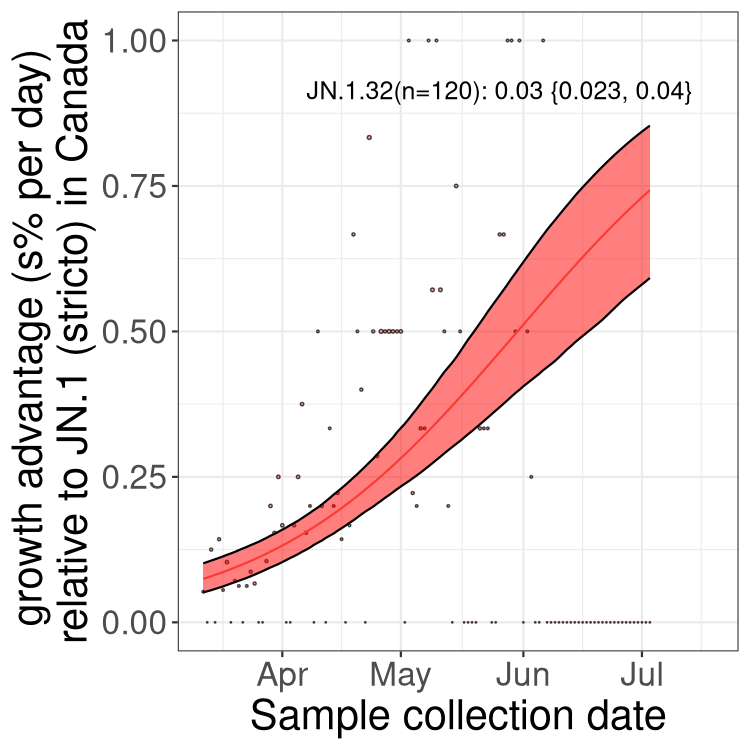 growth advantage (s% per day)
relative to JN.1 (stricto) in Canada
1.00
0.75
0.50
0.25
0.00
JN.1.32(n=120): 0.03 {0.023, 0.04}
Apr May Jun Jul
Sample collection date